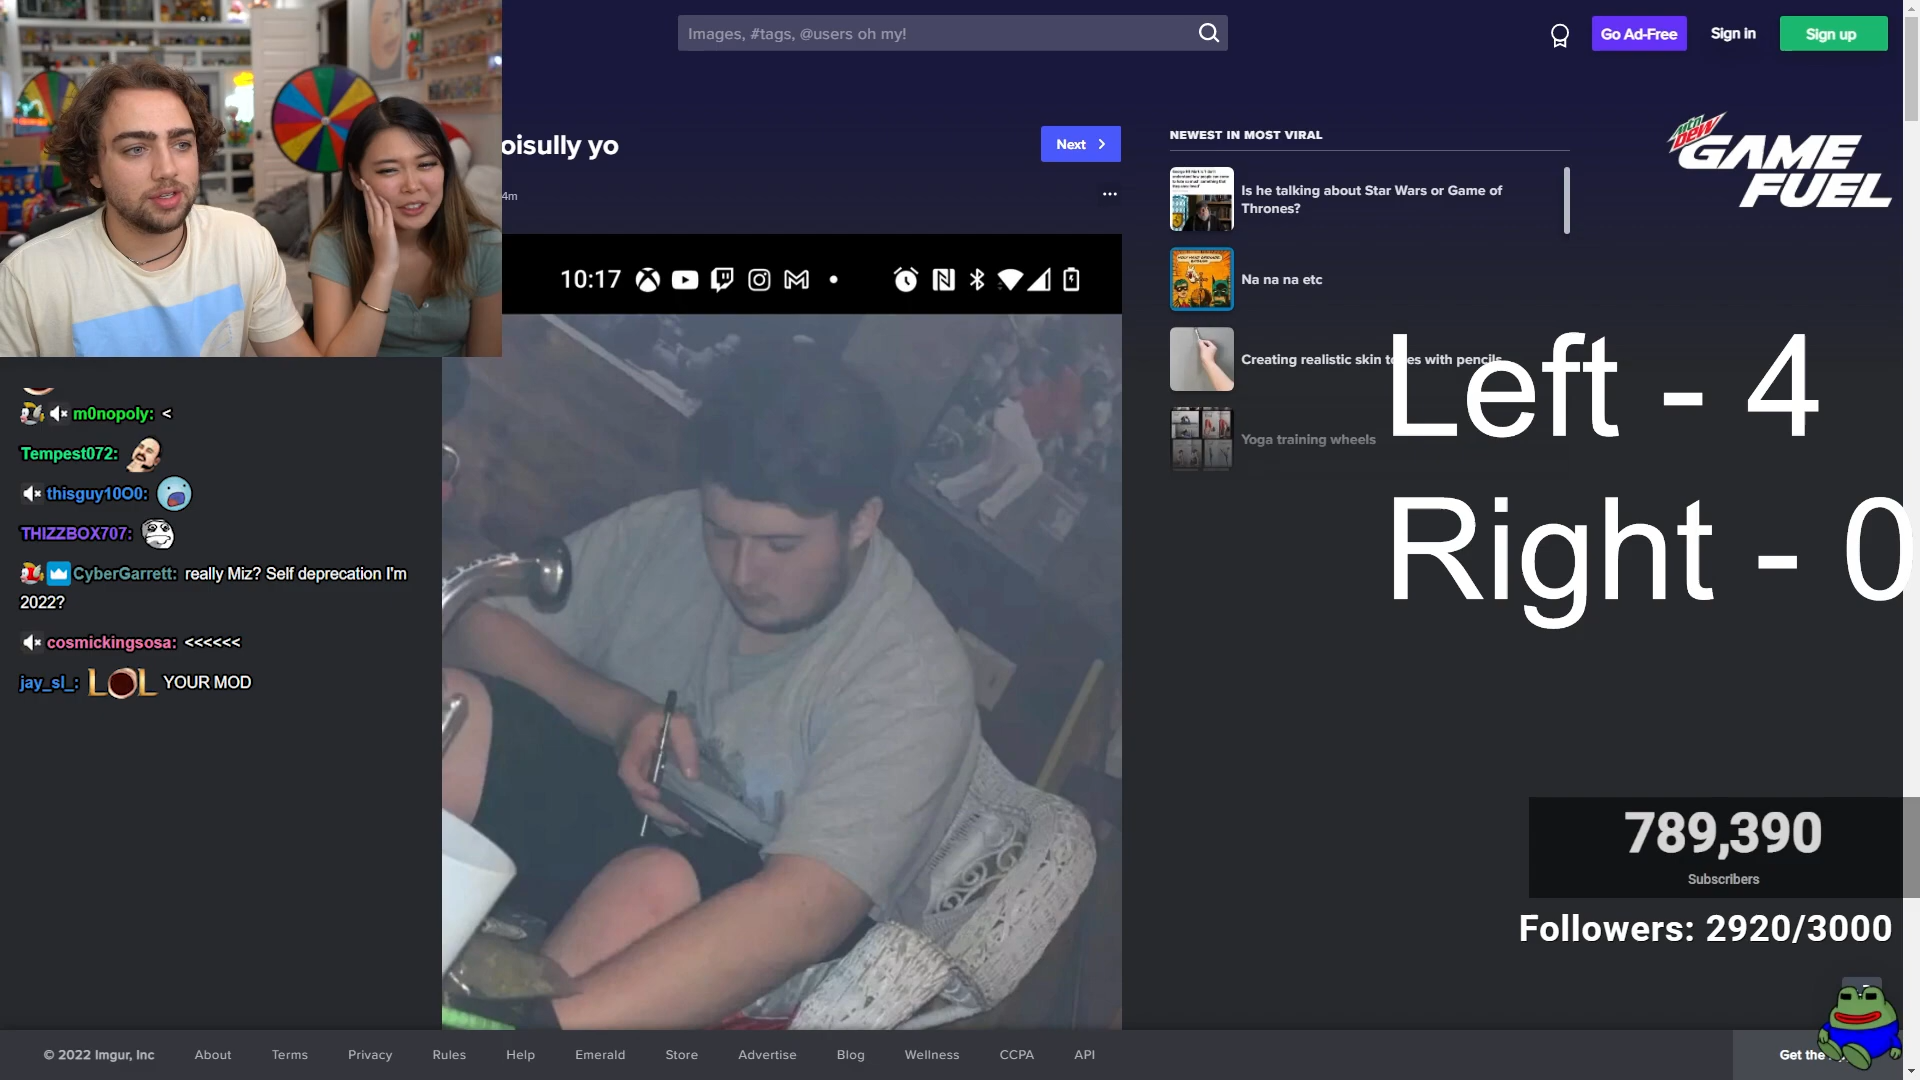 Images, #tags, @users oh my!
Go Ad-Free
Sign in
Sign up
oisully yo
Next
4m
NEWEST IN MOST VIRAL
mtn DEW
GAME
FUEL
Is he talking about Star Wars or Game of
Thrones?
10:17
Na na na etc
Creating realistic skin to es with pencils
Yoga training wheels
Left - 4
Right - 0
m0nopoly: <
Tempest072:
thisguy10O0:
THIZZBOX707:
CyberGarrett: really Miz? Self deprecation I'm
2022?
cosmickingsosa: <<<<<<
jay_sl_: LOL YOUR MOD
789,390
Subscribers
Followers: 2920/3000
© 2022 Imgur, Inc
About
Terms
Privacy
Rules
Help
Emerald
Store
Advertise
Blog
Wellness
CCPA
API
Get the